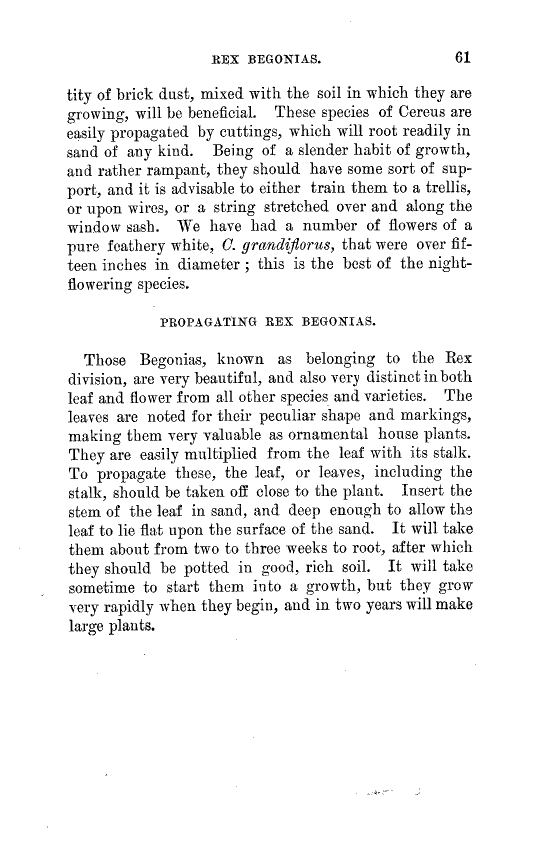 REX BEGONIAS. 61
tity of brick dust, mixed with the soil in which they are
growing, will be beneficial. These species of Cereus are
easily propagated by cuttings, which will root readily in
sand of any kind. Being of a slender habit of growth,
and rather rampant, they should have some sort of sup-
port, and it is advisable to either train them to a trellis,
or upon wires, or a string stretched over and along the
window sash. We have had a number of flowers of a
pure feathery white, C. grandiflorus, that were over fif-
teen inches in diameter ; this is the best of the night-
flowering species.
PROPAGATING REX BEGONIAS.
Those Begonias, known as belonging to the Rex
division, are very beautiful, and also very distinct in both
leaf and flower from all other species and varieties. The
leaves are noted for their peculiar shape and markings,
making them very valuable as ornamental house plants.
They are easily multiplied from the leaf with its stalk.
To propagate these, the leaf, or leaves, including the
stalk, should be taken off close to the plant. Insert the
stem of the leaf in sand, and deep enough to allow the
leaf to lie flat upon the surface of the sand. It will take
them about from two to three weeks to root, after which
they should be potted in good, rich soil. It will take
sometime to start them into a growth, but they grow
very rapidly when they begin, and in two years will make
large plants.